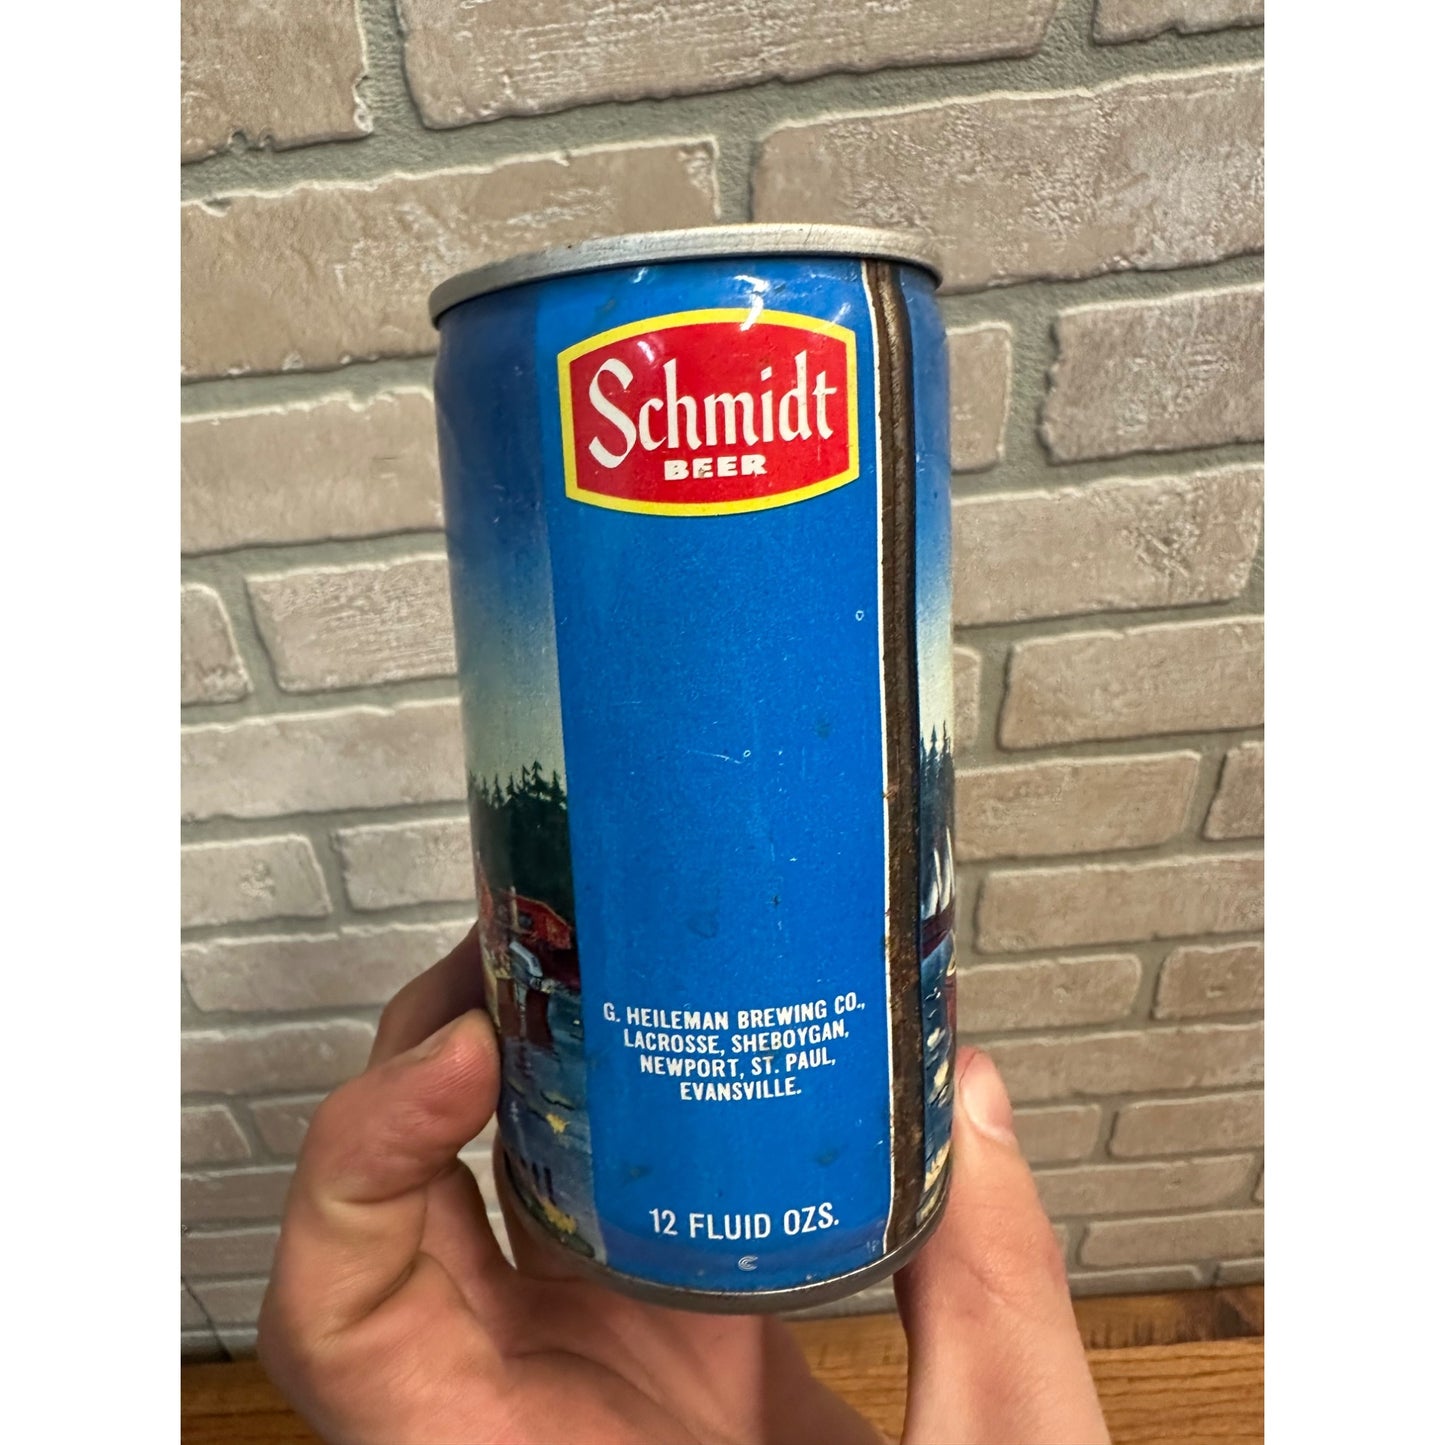 Schmidt
BEER
G. HEILEMAN BREWING CO.,
LACROSSE, SHEBOYGAN,
NEWPORT, ST. PAUL,
EVANSVILLE.
12 FLUID OZS.